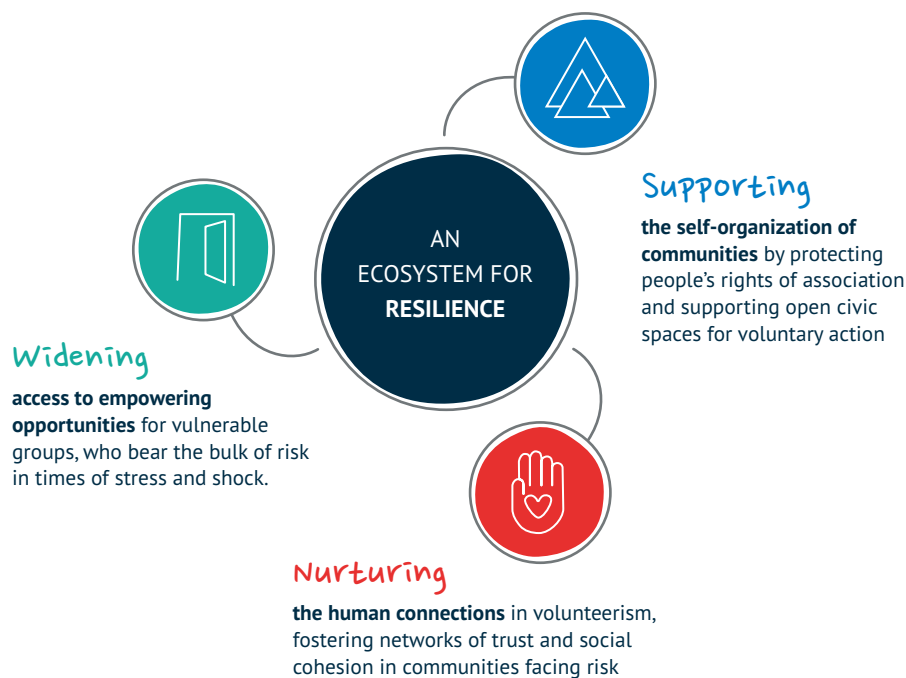 AN
ECOSYSTEM FOR
RESILIENCE
Supporting
the self-organization of
communities by protecting
people’s rights of association
and supporting open civic
spaces for voluntary action
Widening
access to empowering
opportunities for vulnerable
groups, who bear the bulk of risk
in times of stress and shock.
Nurturing
the human connections in volunteerism,
fostering networks of trust and social
cohesion in communities facing risk